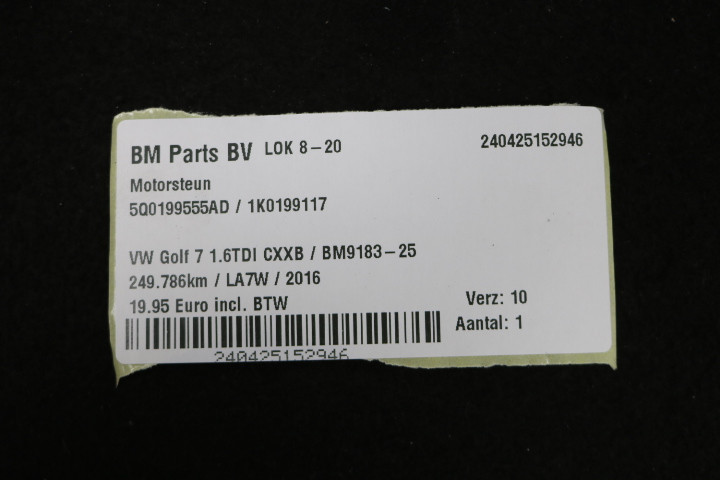 BM Parts BV LOK 8-20 240425152946
Motorsteun
5Q0199555AD / 1K0199117
VW Golf 7 1.6TDI CXXB / BM9183-25
249.786km / LA7W / 2016
19.95 Euro incl. BTW Verz: 10
Aantal: 1
240425152946